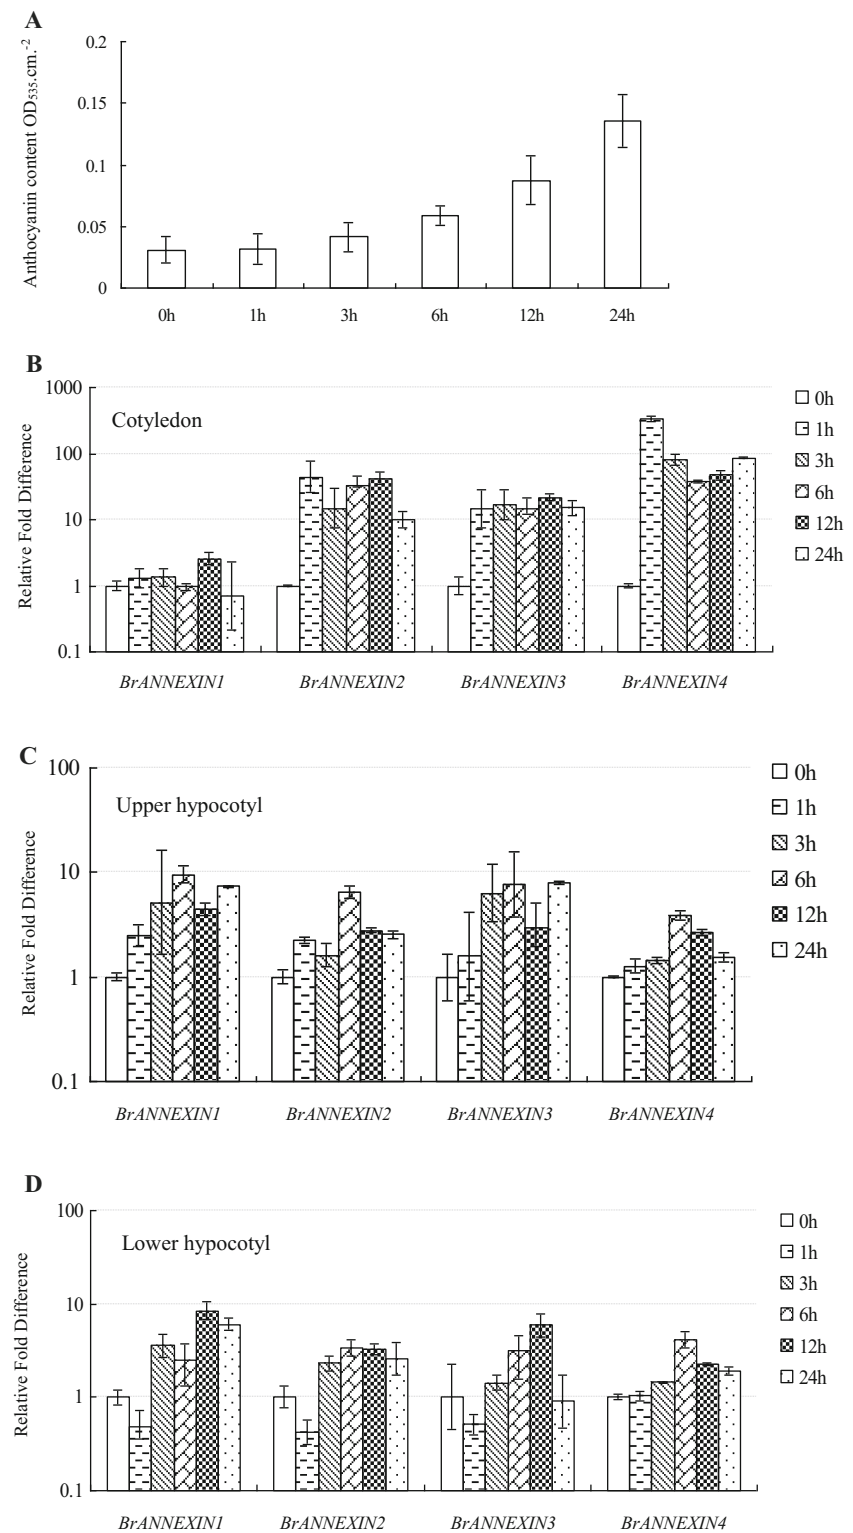 A
Anthocyanin content OD535.cm.-2
0.2
0.15
0.1
0.05
0
0h 1h 3h 6h 12h 24h
B
Relative Fold Difference
1000
100
10
1
0.1
Cotyledon
0h
1h
3h
6h
12h
24h
BrANNEXIN1 BrANNEXIN2 BrANNEXIN3 BrANNEXIN4
C
Relative Fold Difference
100
10
1
0.1
Upper hypocotyl
0h
1h
3h
6h
12h
24h
BrANNEXIN1 BrANNEXIN2 BrANNEXIN3 BrANNEXIN4
D
Relative Fold Difference
100
10
1
0.1
Lower hypocotyl
0h
1h
3h
6h
12h
24h
BrANNEXIN1 BrANNEXIN2 BrANNEXIN3 BrANNEXIN4